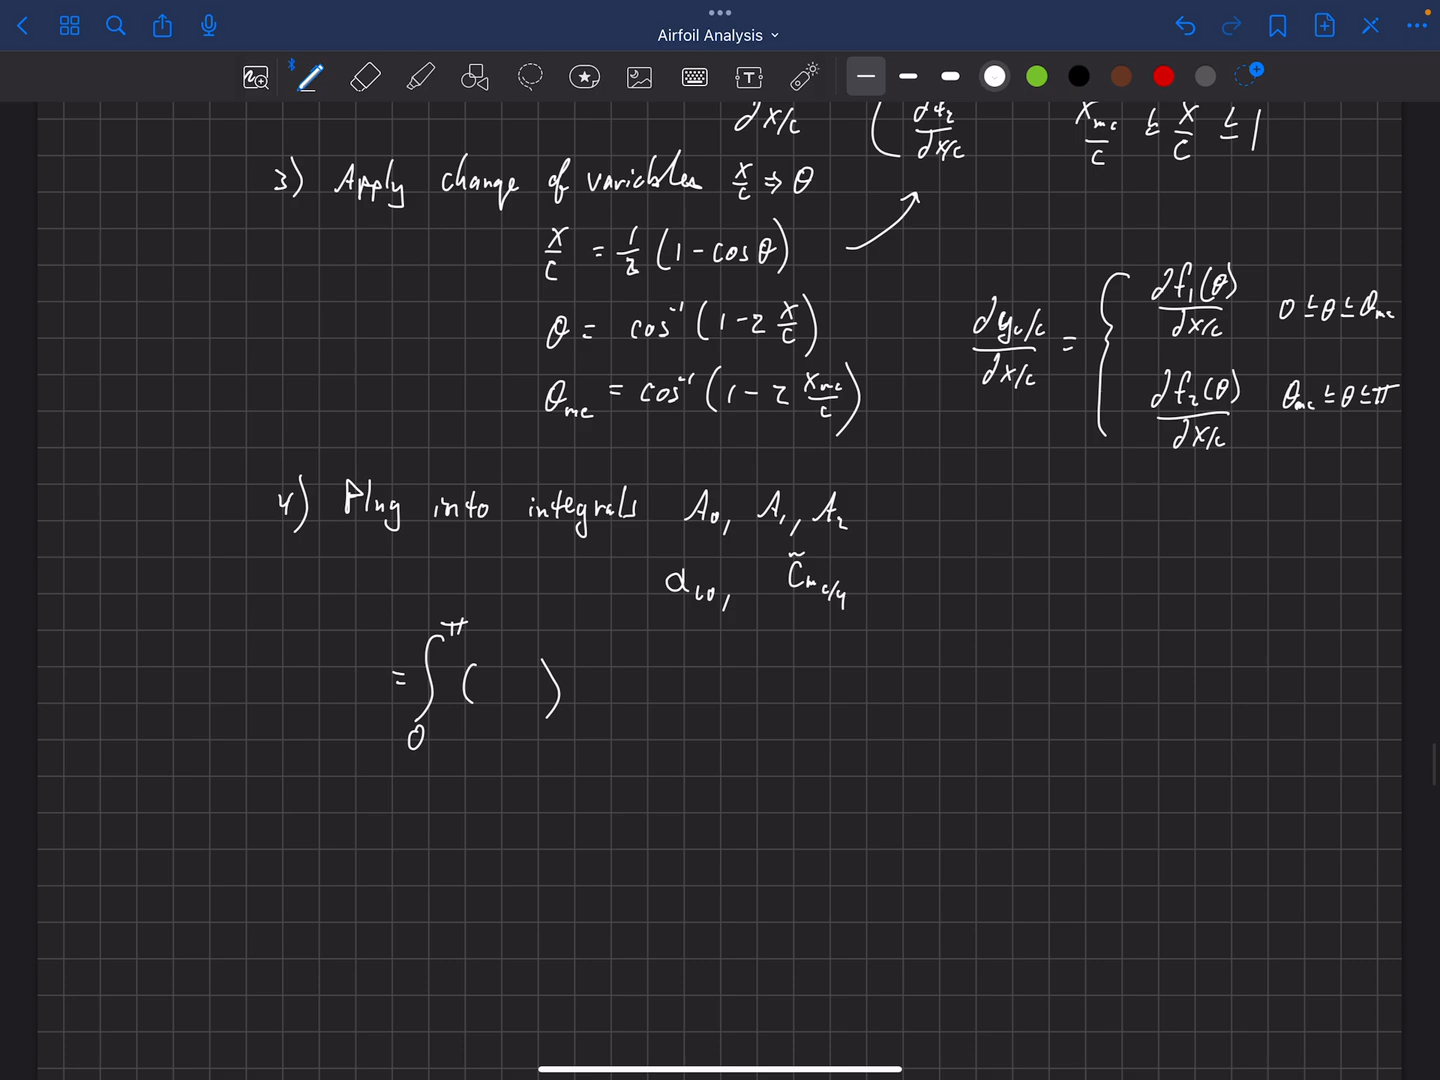 Airfoil Analysis
∂x/c ( ∂f₂/∂x/c x_mc/c ≤ x/c ≤ 1
3) Apply change of variables x/c ⇒ θ
x/c = 1/2 (1 - cos θ)
θ = cos⁻¹ (1 - 2 x/c)
θ_mc = cos⁻¹ (1 - 2 x_mc/c)
∂y_c/c / ∂x/c = { ∂f₁(θ)/∂x/c 0 ≤ θ ≤ θ_mc
∂f₂(θ)/∂x/c θ_mc ≤ θ ≤ π
4) Plug into integrals A₀, A₁, A₂
α_L0, C̃_m c/4
= ∫₀^π ( )